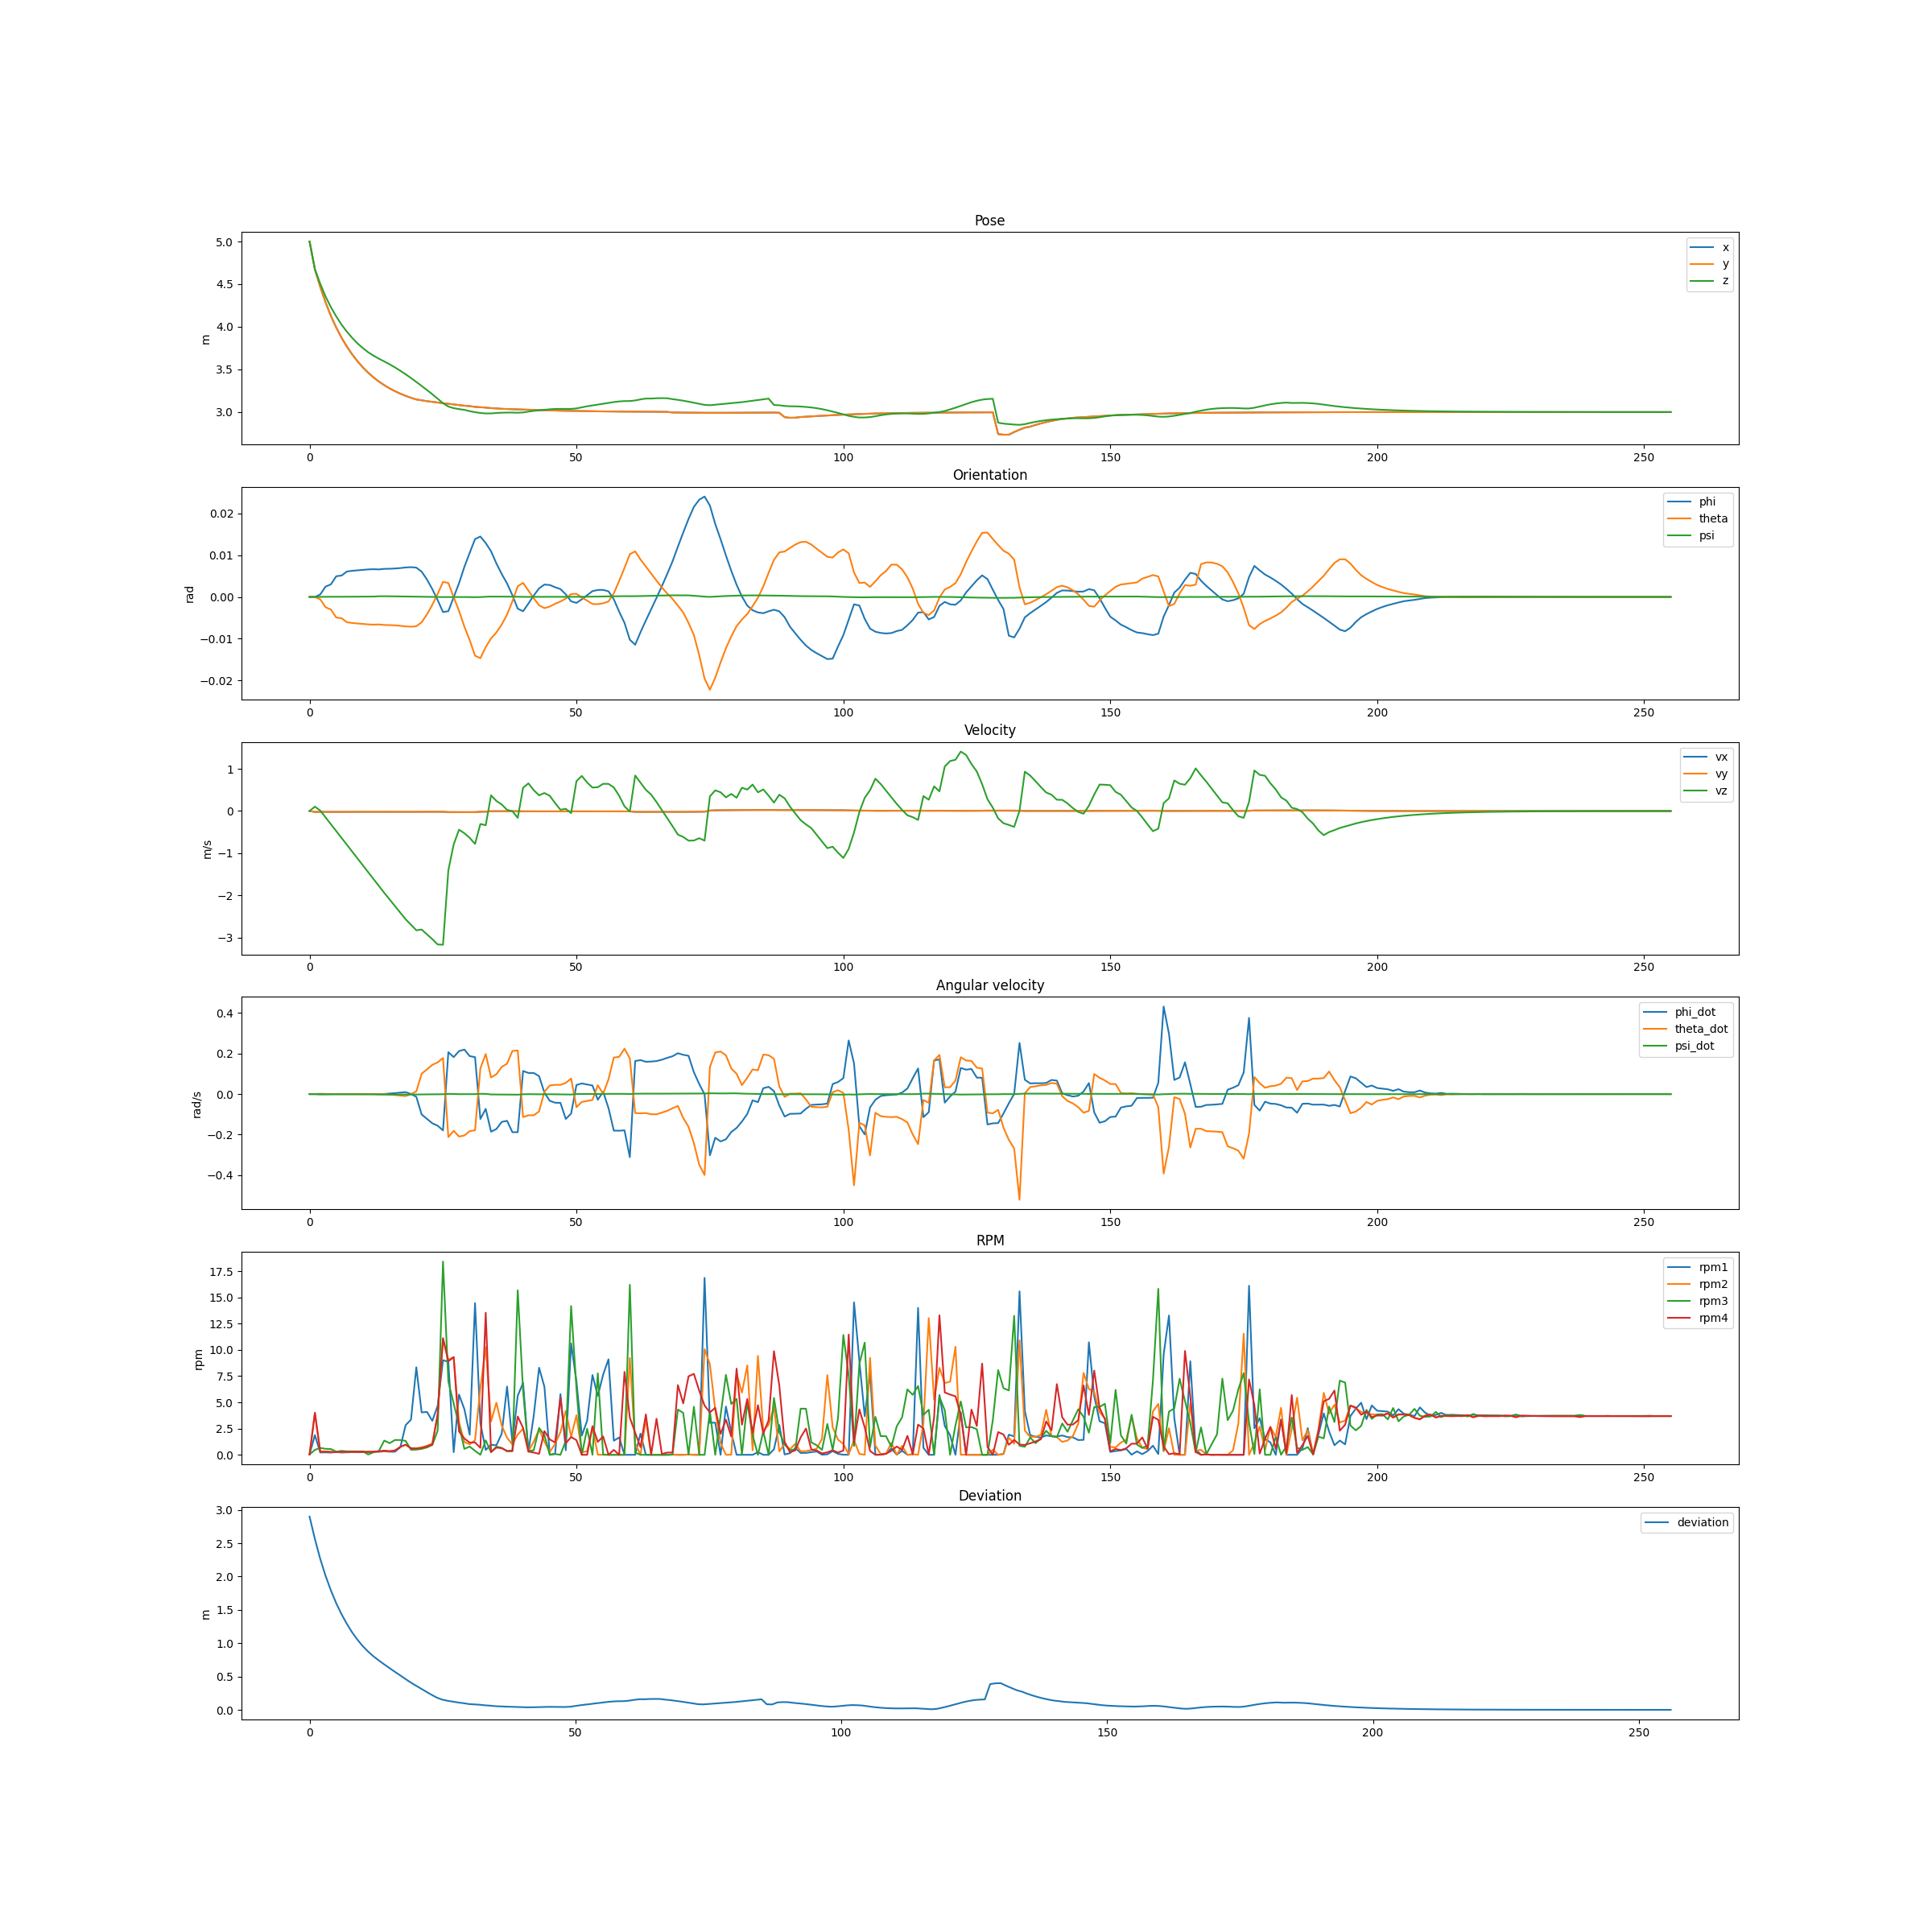 Pose
5.0
4.5
4.0
3.5
3.0
m
x
y
z
0 50 100 150 200 250
Orientation
0.02
0.01
0.00
−0.01
−0.02
rad
phi
theta
psi
0 50 100 150 200 250
Velocity
1
0
−1
−2
−3
m/s
vx
vy
vz
0 50 100 150 200 250
Angular velocity
0.4
0.2
0.0
−0.2
−0.4
rad/s
phi_dot
theta_dot
psi_dot
0 50 100 150 200 250
RPM
17.5
15.0
12.5
10.0
7.5
5.0
2.5
0.0
rpm
rpm1
rpm2
rpm3
rpm4
0 50 100 150 200 250
Deviation
3.0
2.5
2.0
1.5
1.0
0.5
0.0
m
deviation
0 50 100 150 200 250